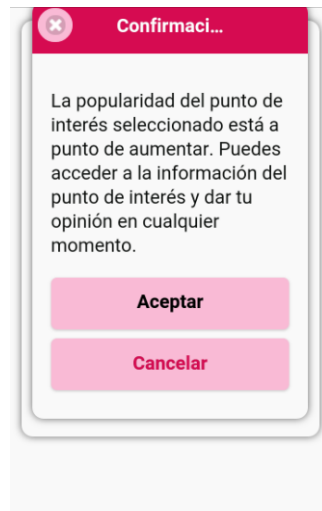 Confirmaci...
La popularidad del punto de
interés seleccionado está a
punto de aumentar. Puedes
acceder a la información del
punto de interés y dar tu
opinión en cualquier
momento.
Aceptar
Cancelar